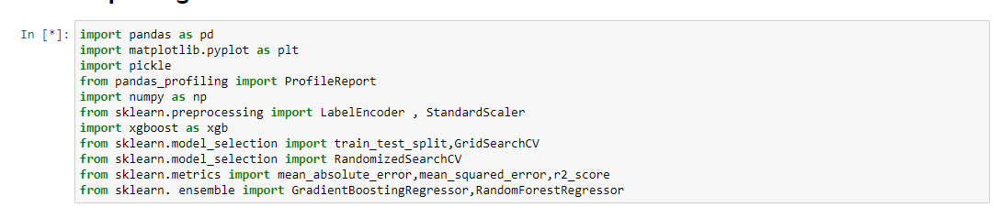 In [*]:
import pandas as pd
import matplotlib.pyplot as plt
import pickle
from pandas_profiling import ProfileReport
import numpy as np
from sklearn.preprocessing import LabelEncoder , StandardScaler
import xgboost as xgb
from sklearn.model_selection import train_test_split,GridSearchCV
from sklearn.model_selection import RandomizedSearchCV
from sklearn.metrics import mean_absolute_error,mean_squared_error,r2_score
from sklearn. ensemble import GradientBoostingRegressor,RandomForestRegressor